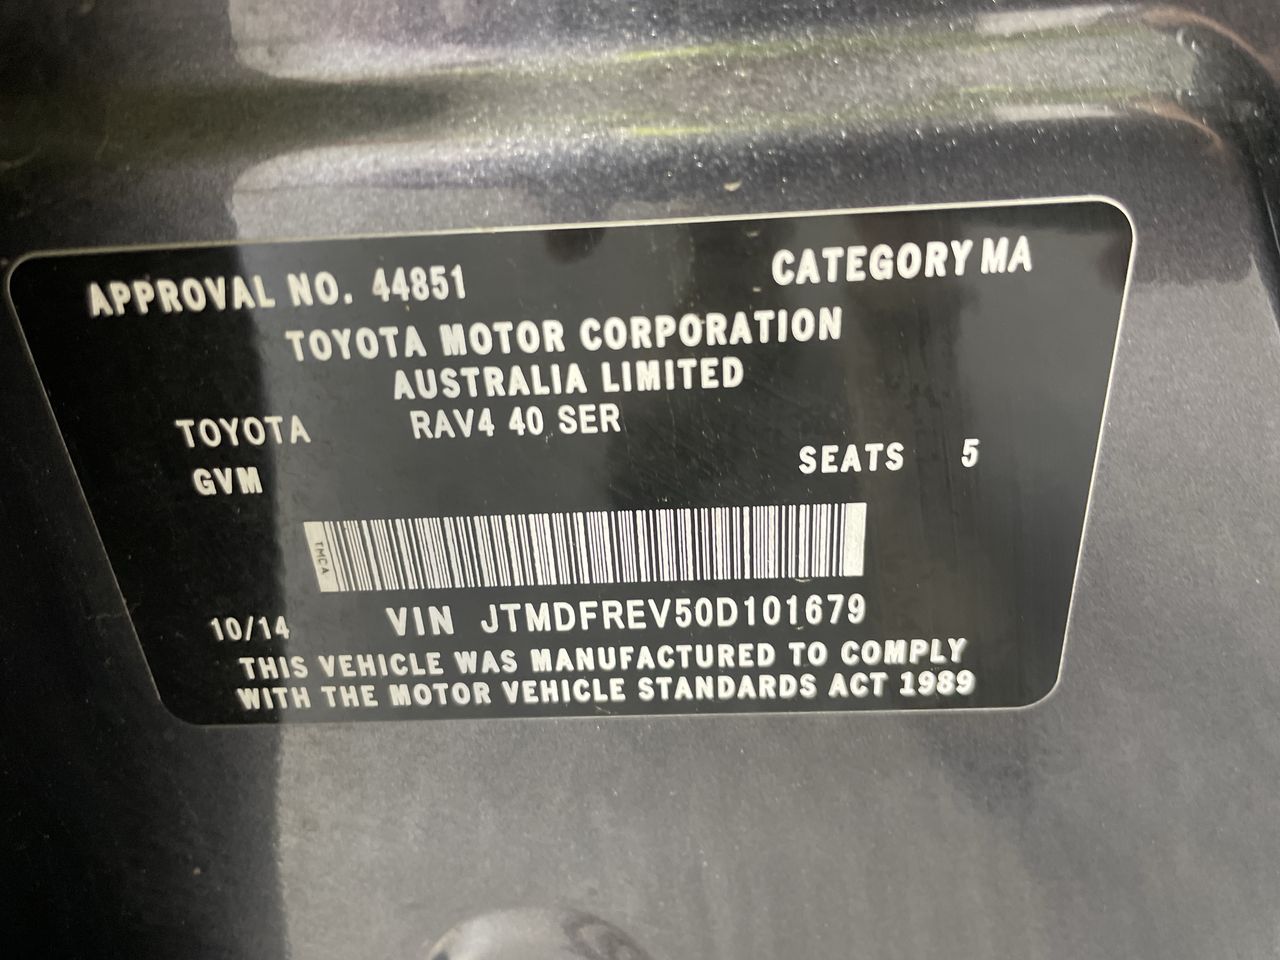 APPROVAL NO. 44851 CATEGORY MA
TOYOTA MOTOR CORPORATION
AUSTRALIA LIMITED
TOYOTA RAV4 40 SER
GVM SEATS 5
TMCA
10/14 VIN JTMDFREV50D101679
THIS VEHICLE WAS MANUFACTURED TO COMPLY
WITH THE MOTOR VEHICLE STANDARDS ACT 1989